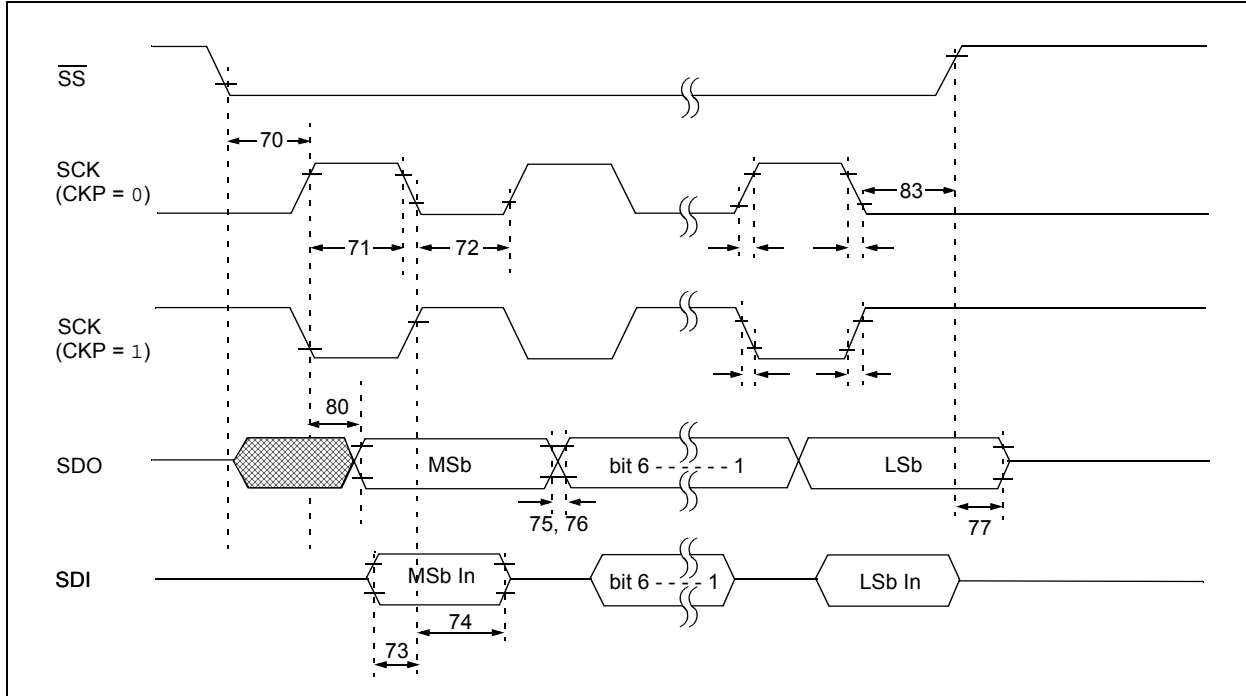 SS
70
SCK
(CKP = 0)
83
71
72
SCK
(CKP = 1)
80
SDO
MSb
bit 6 - - - - - - 1
LSb
75, 76
77
SDI
MSb In
bit 6 - - - - 1
LSb In
74
73